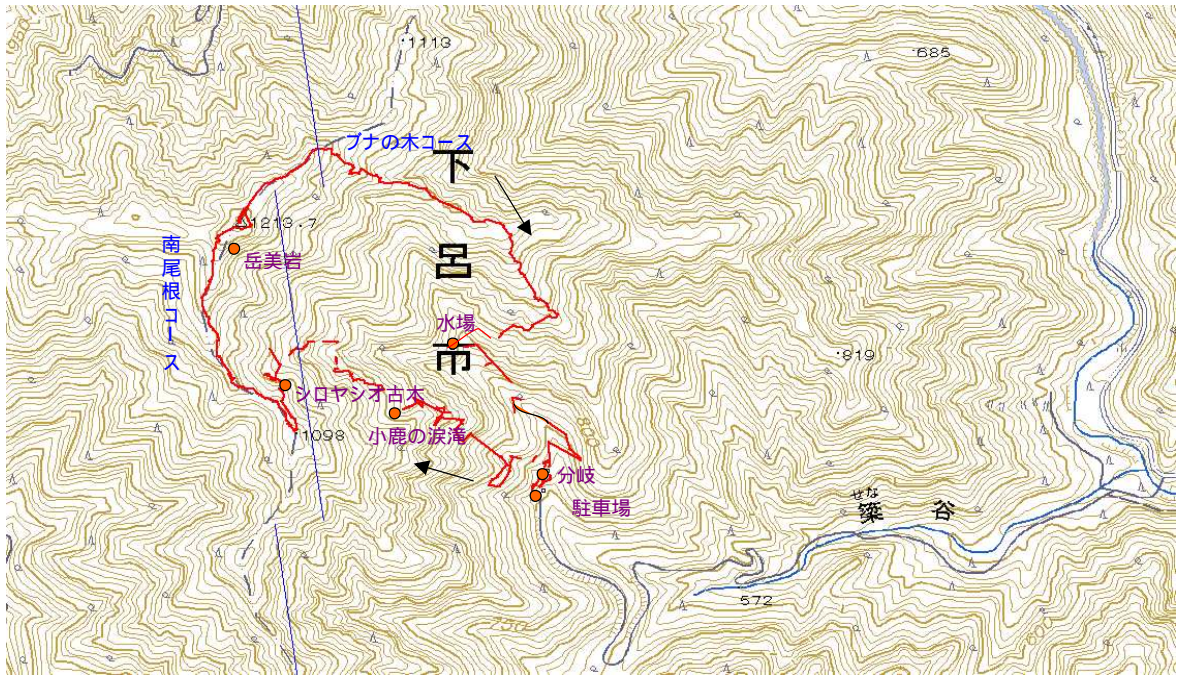 950
1113
685
ブナの木コース
下
呂
市
1213.7
岳美岩
南尾根コース
水場
819
シロヤシオ古木
小鹿の涙滝
1098
800
分岐
駐車場
せな
簗 谷
572
750
600